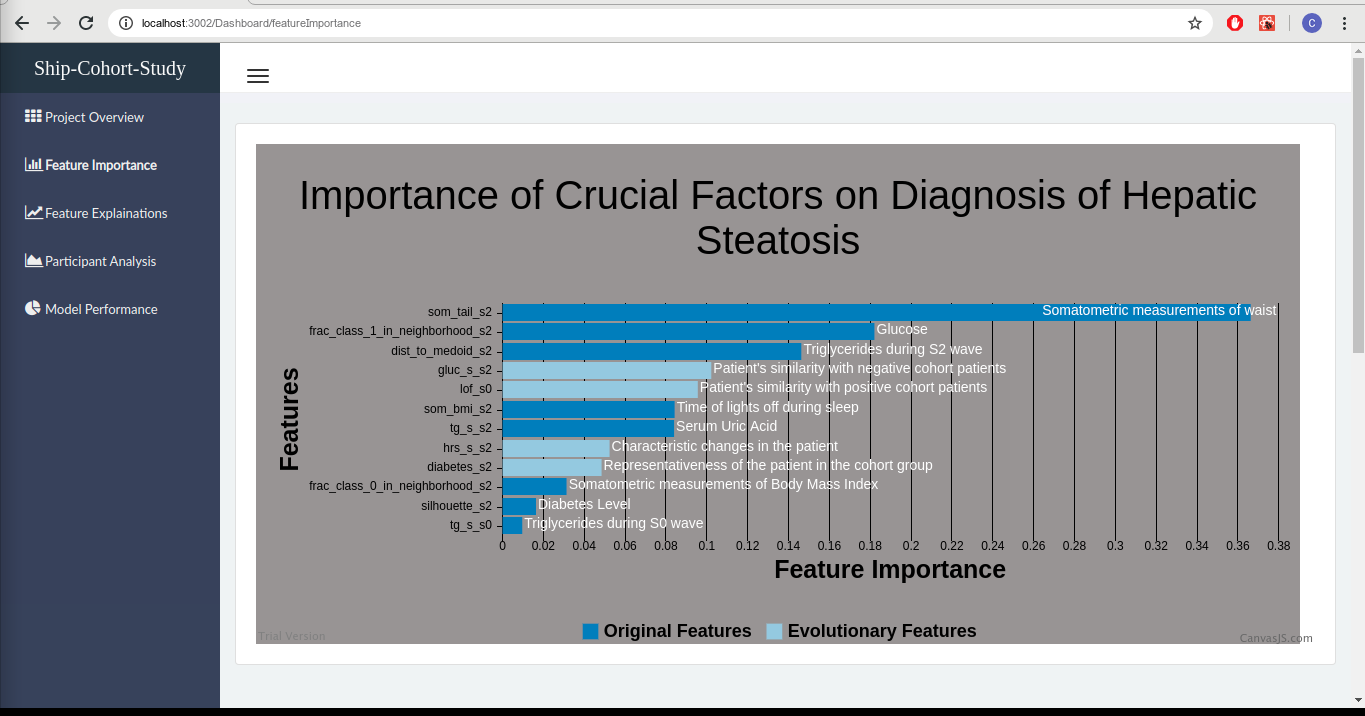 localhost:3002/Dashboard/featureImportance
C
Ship-Cohort-Study
Project Overview
Feature Importance
Feature Explainations
Participant Analysis
Model Performance
Importance of Crucial Factors on Diagnosis of Hepatic
Steatosis
Features
som_tail_s2 Somatometric measurements of waist
frac_class_1_in_neighborhood_s2 Glucose
dist_to_medoid_s2 Triglycerides during S2 wave
gluc_s_s2 Patient's similarity with negative cohort patients
lof_s0 Patient's similarity with positive cohort patients
som_bmi_s2 Time of lights off during sleep
tg_s_s2 Serum Uric Acid
hrs_s_s2 Characteristic changes in the patient
diabetes_s2 Representativeness of the patient in the cohort group
frac_class_0_in_neighborhood_s2 Somatometric measurements of Body Mass Index
silhouette_s2 Diabetes Level
tg_s_s0 Triglycerides during S0 wave
0 0.02 0.04 0.06 0.08 0.1 0.12 0.14 0.16 0.18 0.2 0.22 0.24 0.26 0.28 0.3 0.32 0.34 0.36 0.38
Feature Importance
Original Features Evolutionary Features
Trial Version CanvasJS.com